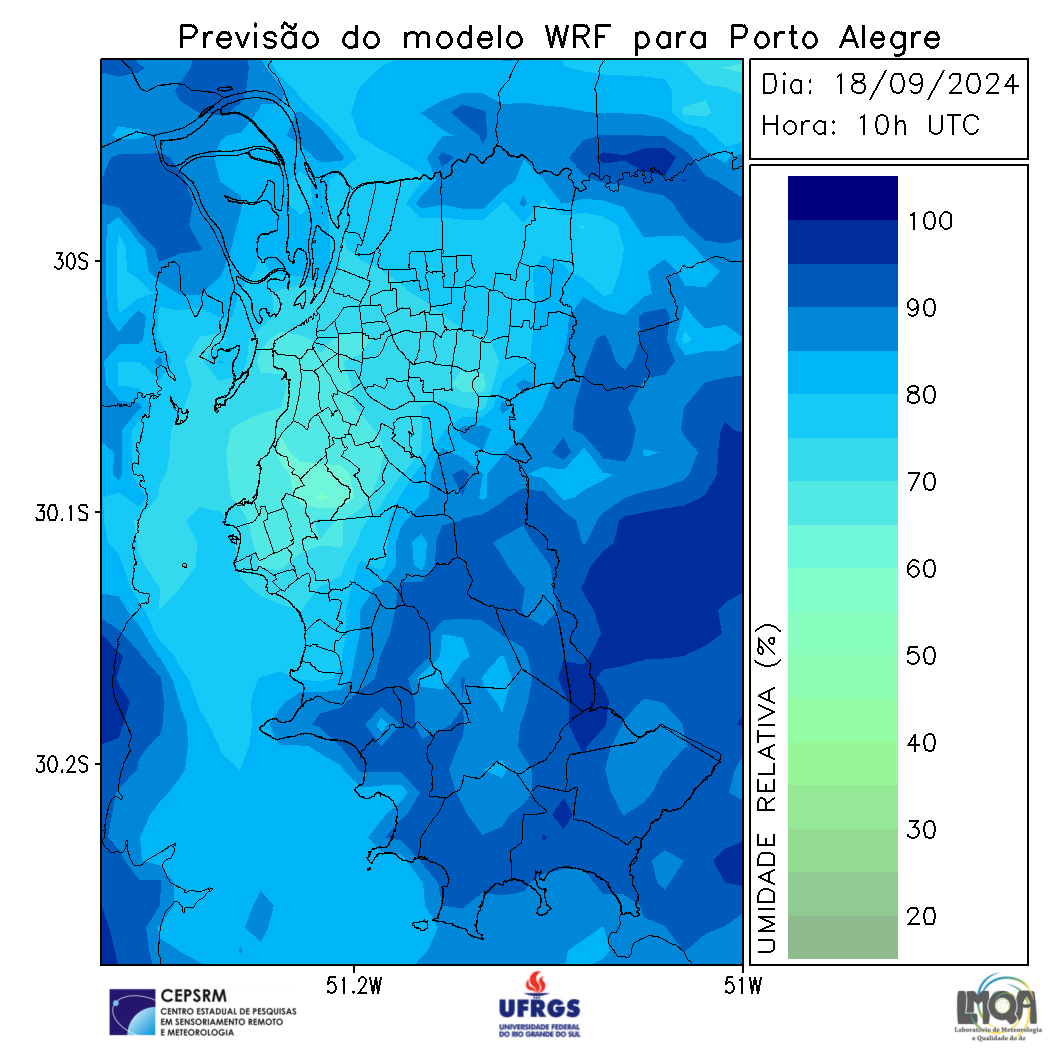 Previsão do modelo WRF para Porto Alegre
Dia: 18/09/2024
Hora: 10h UTC
30S
30.1S
30.2S
51.2W
51W
100
90
80
70
60
50
40
30
20
UMIDADE RELATIVA (%)
CEPSRM
CENTRO ESTADUAL DE PESQUISAS
EM SENSORIAMENTO REMOTO
E METEOROLOGIA
UFRGS
UNIVERSIDADE FEDERAL
DO RIO GRANDE DO SUL
LMQA
Laboratório de Meteorologia
e Qualidade do Ar